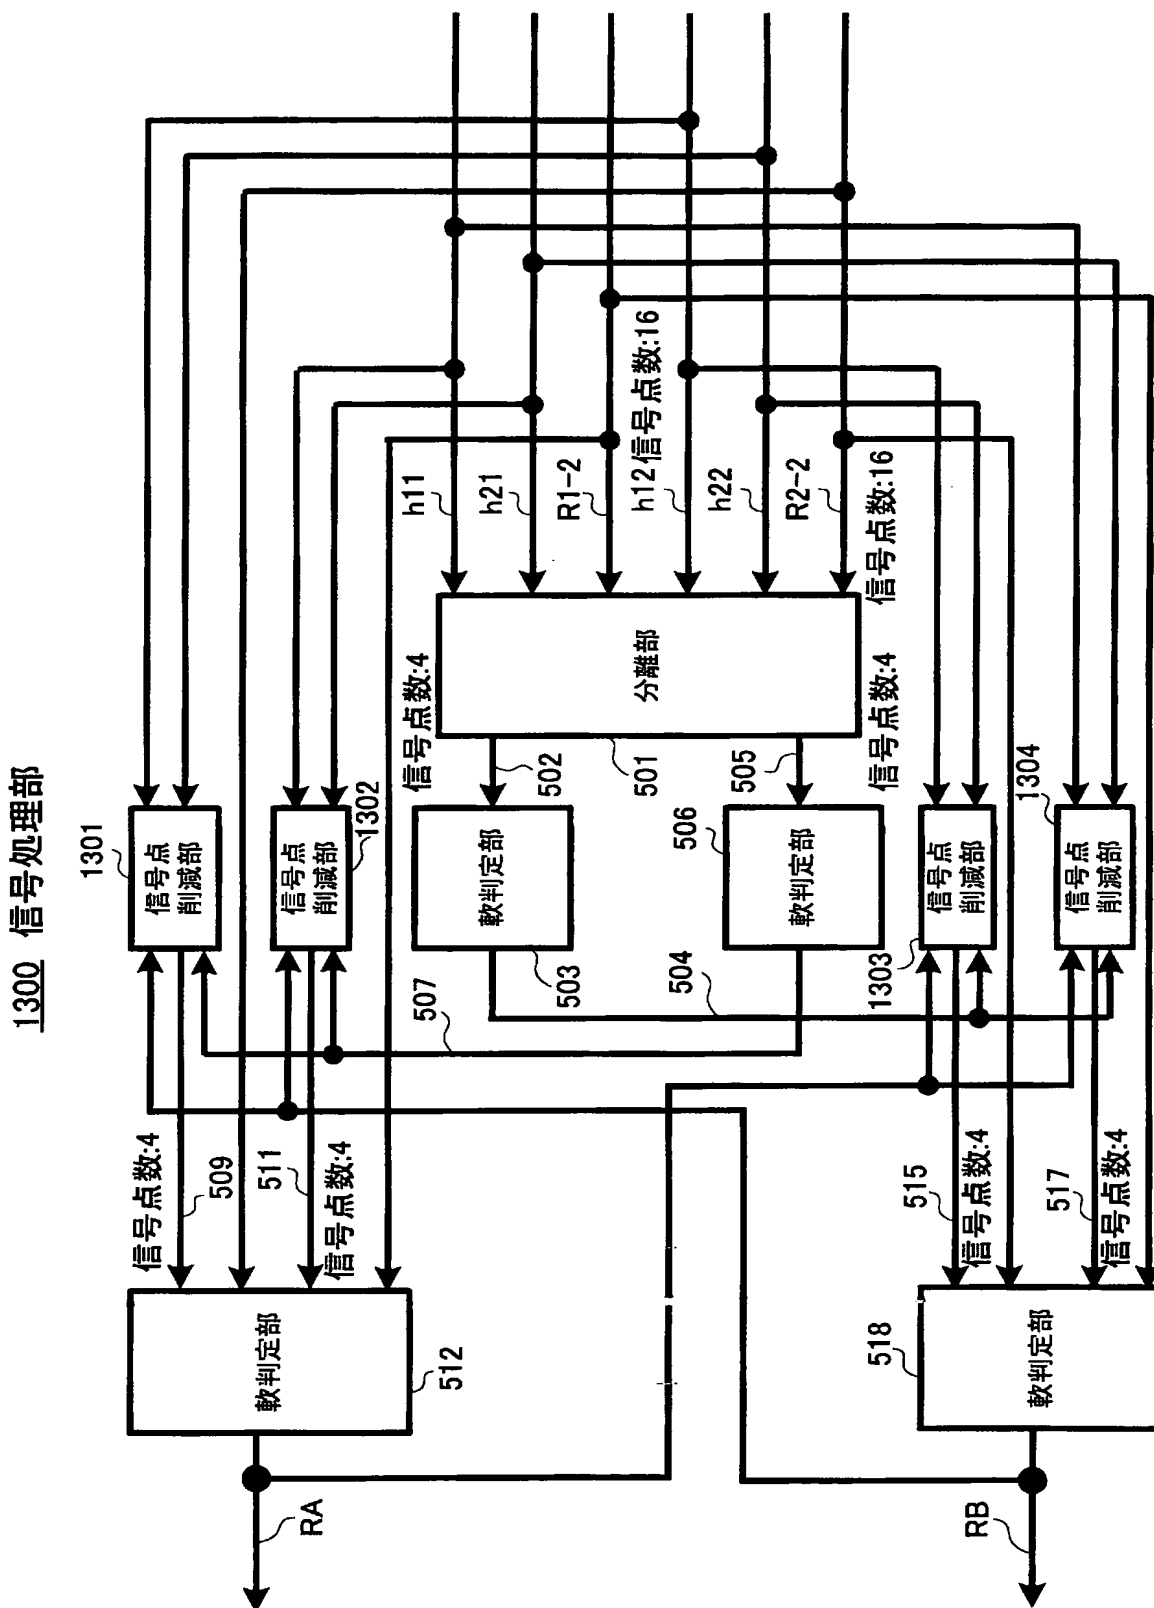 1300 信号処理部
h11
h21
R1-2
h12信号点数:16
h22
R2-2
信号点数:16
分離部
501
信号点数:4
502
505
信号点数:4
1301
信号点
削減部
信号点
削減部
1302
軟判定部
503
506
軟判定部
信号点
削減部
1303
1304
信号点
削減部
507
504
信号点数:4
509
511
信号点数:4
515
信号点数:4
517
信号点数:4
軟判定部
512
518
軟判定部
RA
RB